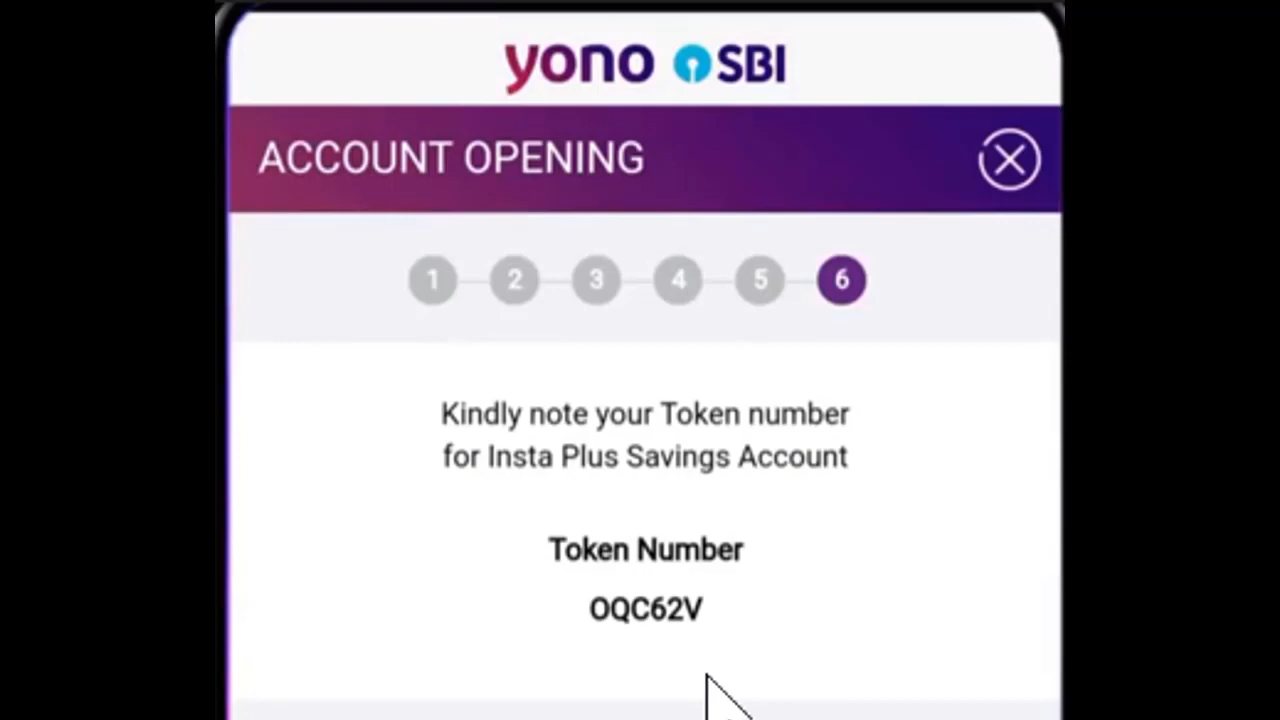 yono SBI
ACCOUNT OPENING
1 2 3 4 5 6
Kindly note your Token number
for Insta Plus Savings Account
Token Number
OQC62V